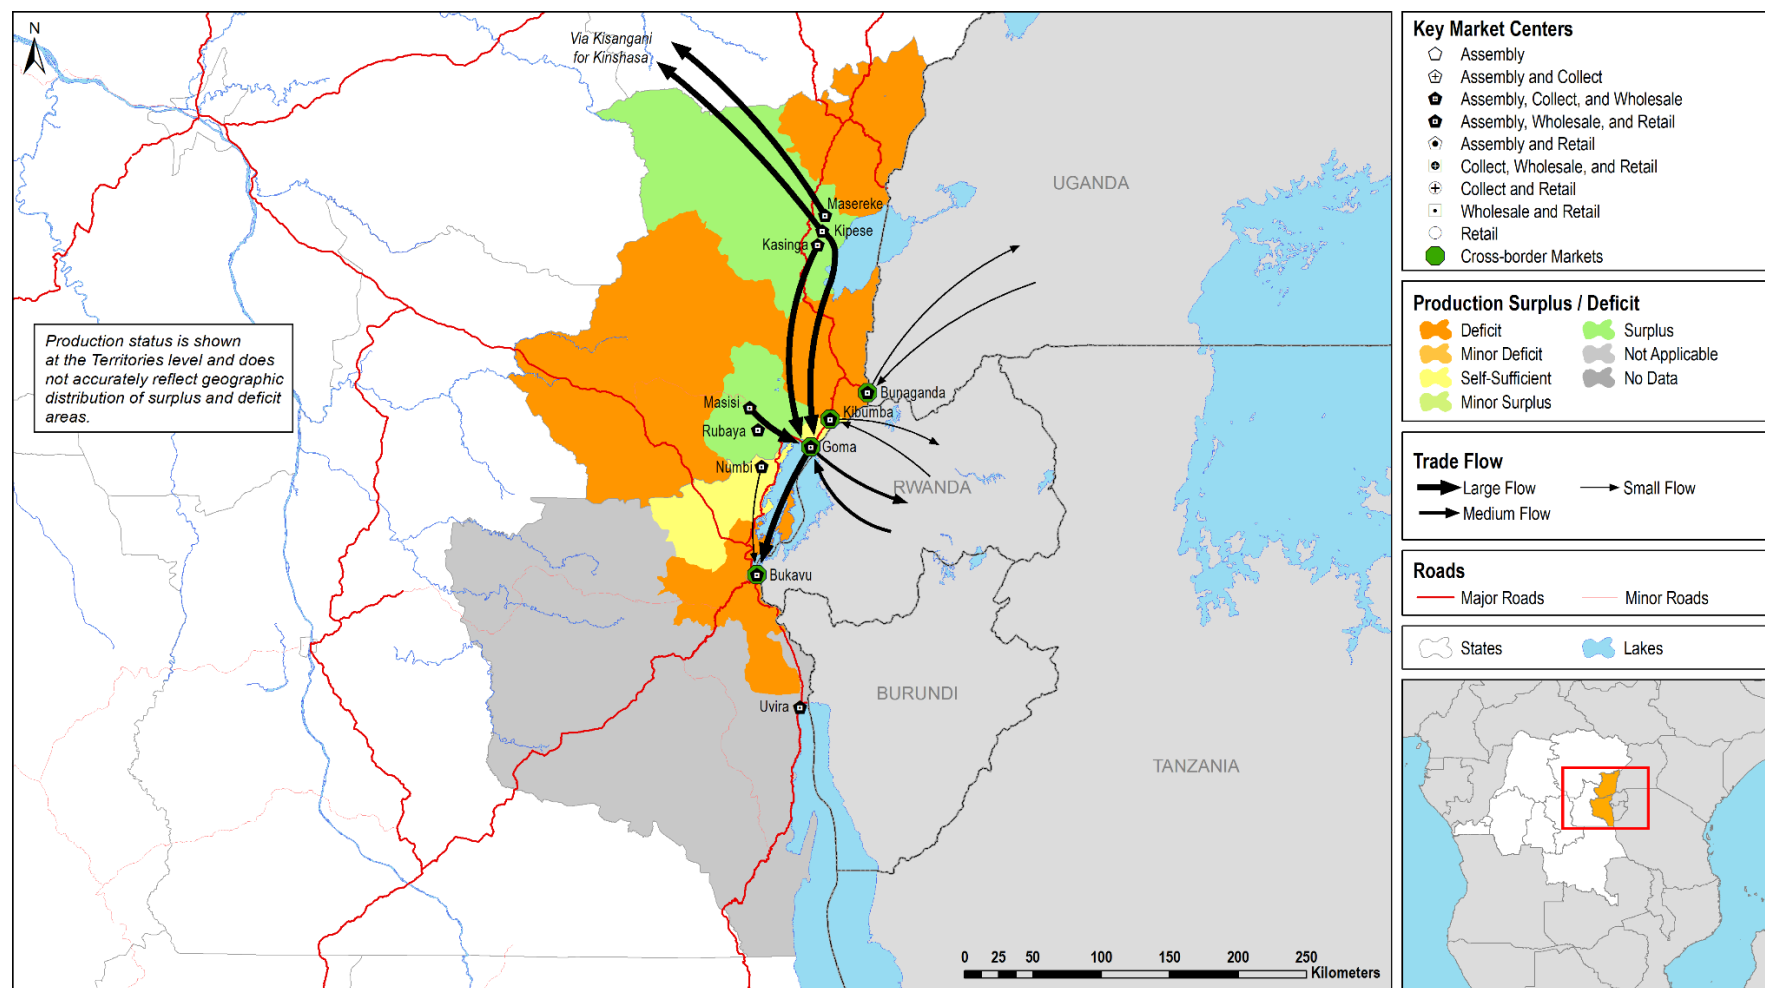 N
Via Kisangani
for Kinshasa
UGANDA
Masereke
Kipese
Kasinga
Production status is shown
at the Territories level and does
not accurately reflect geographic
distribution of surplus and deficit
areas.
Bunaganda
Masisi
Kibumba
Rubaya
Goma
Numbi
RWANDA
Bukavu
BURUNDI
Uvira
TANZANIA
0 25 50 100 150 200 250
Kilometers
Key Market Centers
Assembly
Assembly and Collect
Assembly, Collect, and Wholesale
Assembly, Wholesale, and Retail
Assembly and Retail
Collect, Wholesale, and Retail
Collect and Retail
Wholesale and Retail
Retail
Cross-border Markets
Production Surplus / Deficit
Deficit
Surplus
Minor Deficit
Not Applicable
Self-Sufficient
No Data
Minor Surplus
Trade Flow
Large Flow
Small Flow
Medium Flow
Roads
Major Roads
Minor Roads
States
Lakes